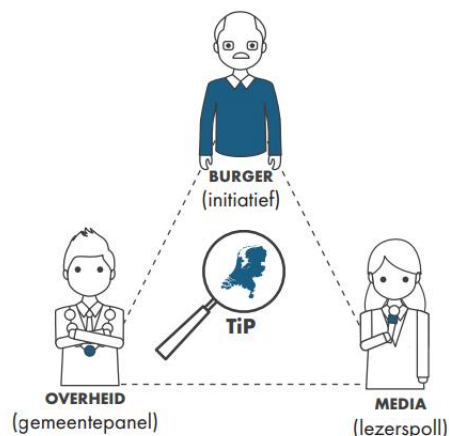 BURGER
(initiatief)
TiP
OVERHEID
(gemeentepanel)
MEDIA
(lezerspoll)